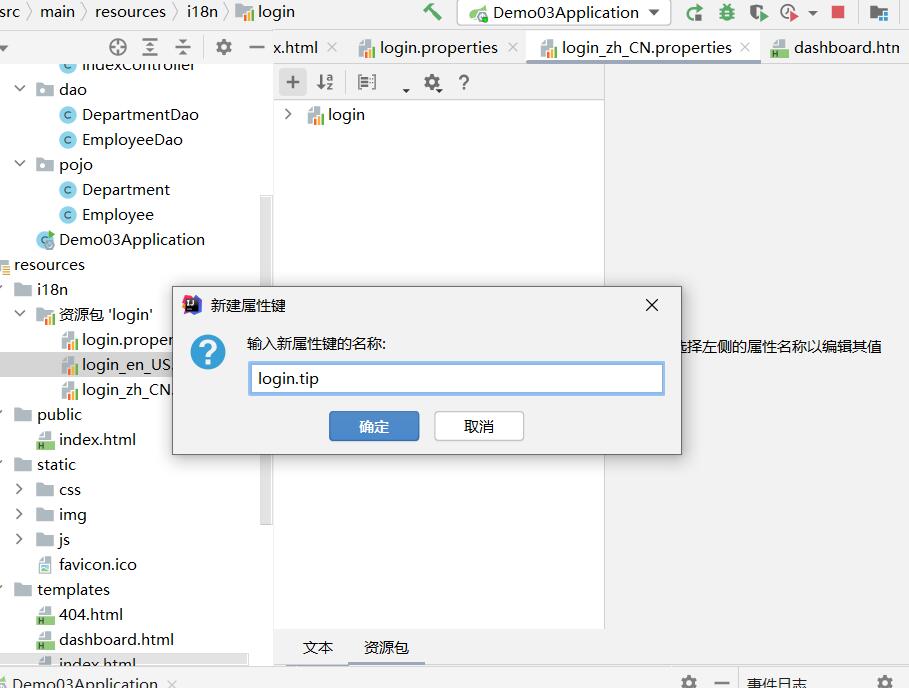 src main resources i18n login Demo03Application
x.html login.properties login_zh_CN.properties dashboard.htn
indexController
dao
DepartmentDao
EmployeeDao
pojo
Department
Employee
Demo03Application
resources
i18n
资源包 'login'
login.proper
login_en_US.
login_zh_CN.
public
index.html
static
css
img
js
favicon.ico
templates
404.html
dashboard.html
index.html
login
新建属性键
输入新属性键的名称:
login.tip
确定 取消
选择左侧的属性名称以编辑其值
文本 资源包
Demo03Application 事件日志